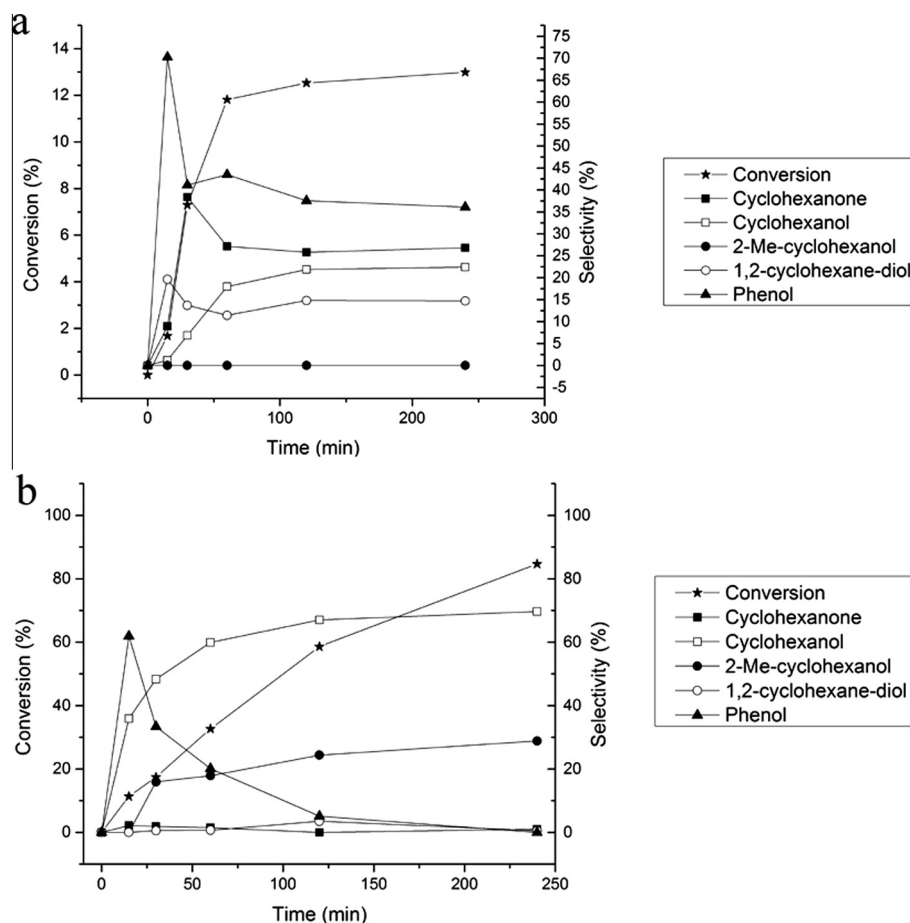 a
Conversion (%)
14
12
10
8
6
4
2
0
Selectivity (%)
75
70
65
60
55
50
45
40
35
30
25
20
15
10
5
0
-5
0
100
200
300
Time (min)
Conversion
Cyclohexanone
Cyclohexanol
2-Me-cyclohexanol
1,2-cyclohexane-diol
Phenol
b
Conversion (%)
100
80
60
40
20
0
Selectivity (%)
100
80
60
40
20
0
0
50
100
150
200
250
Time (min)
Conversion
Cyclohexanone
Cyclohexanol
2-Me-cyclohexanol
1,2-cyclohexane-diol
Phenol